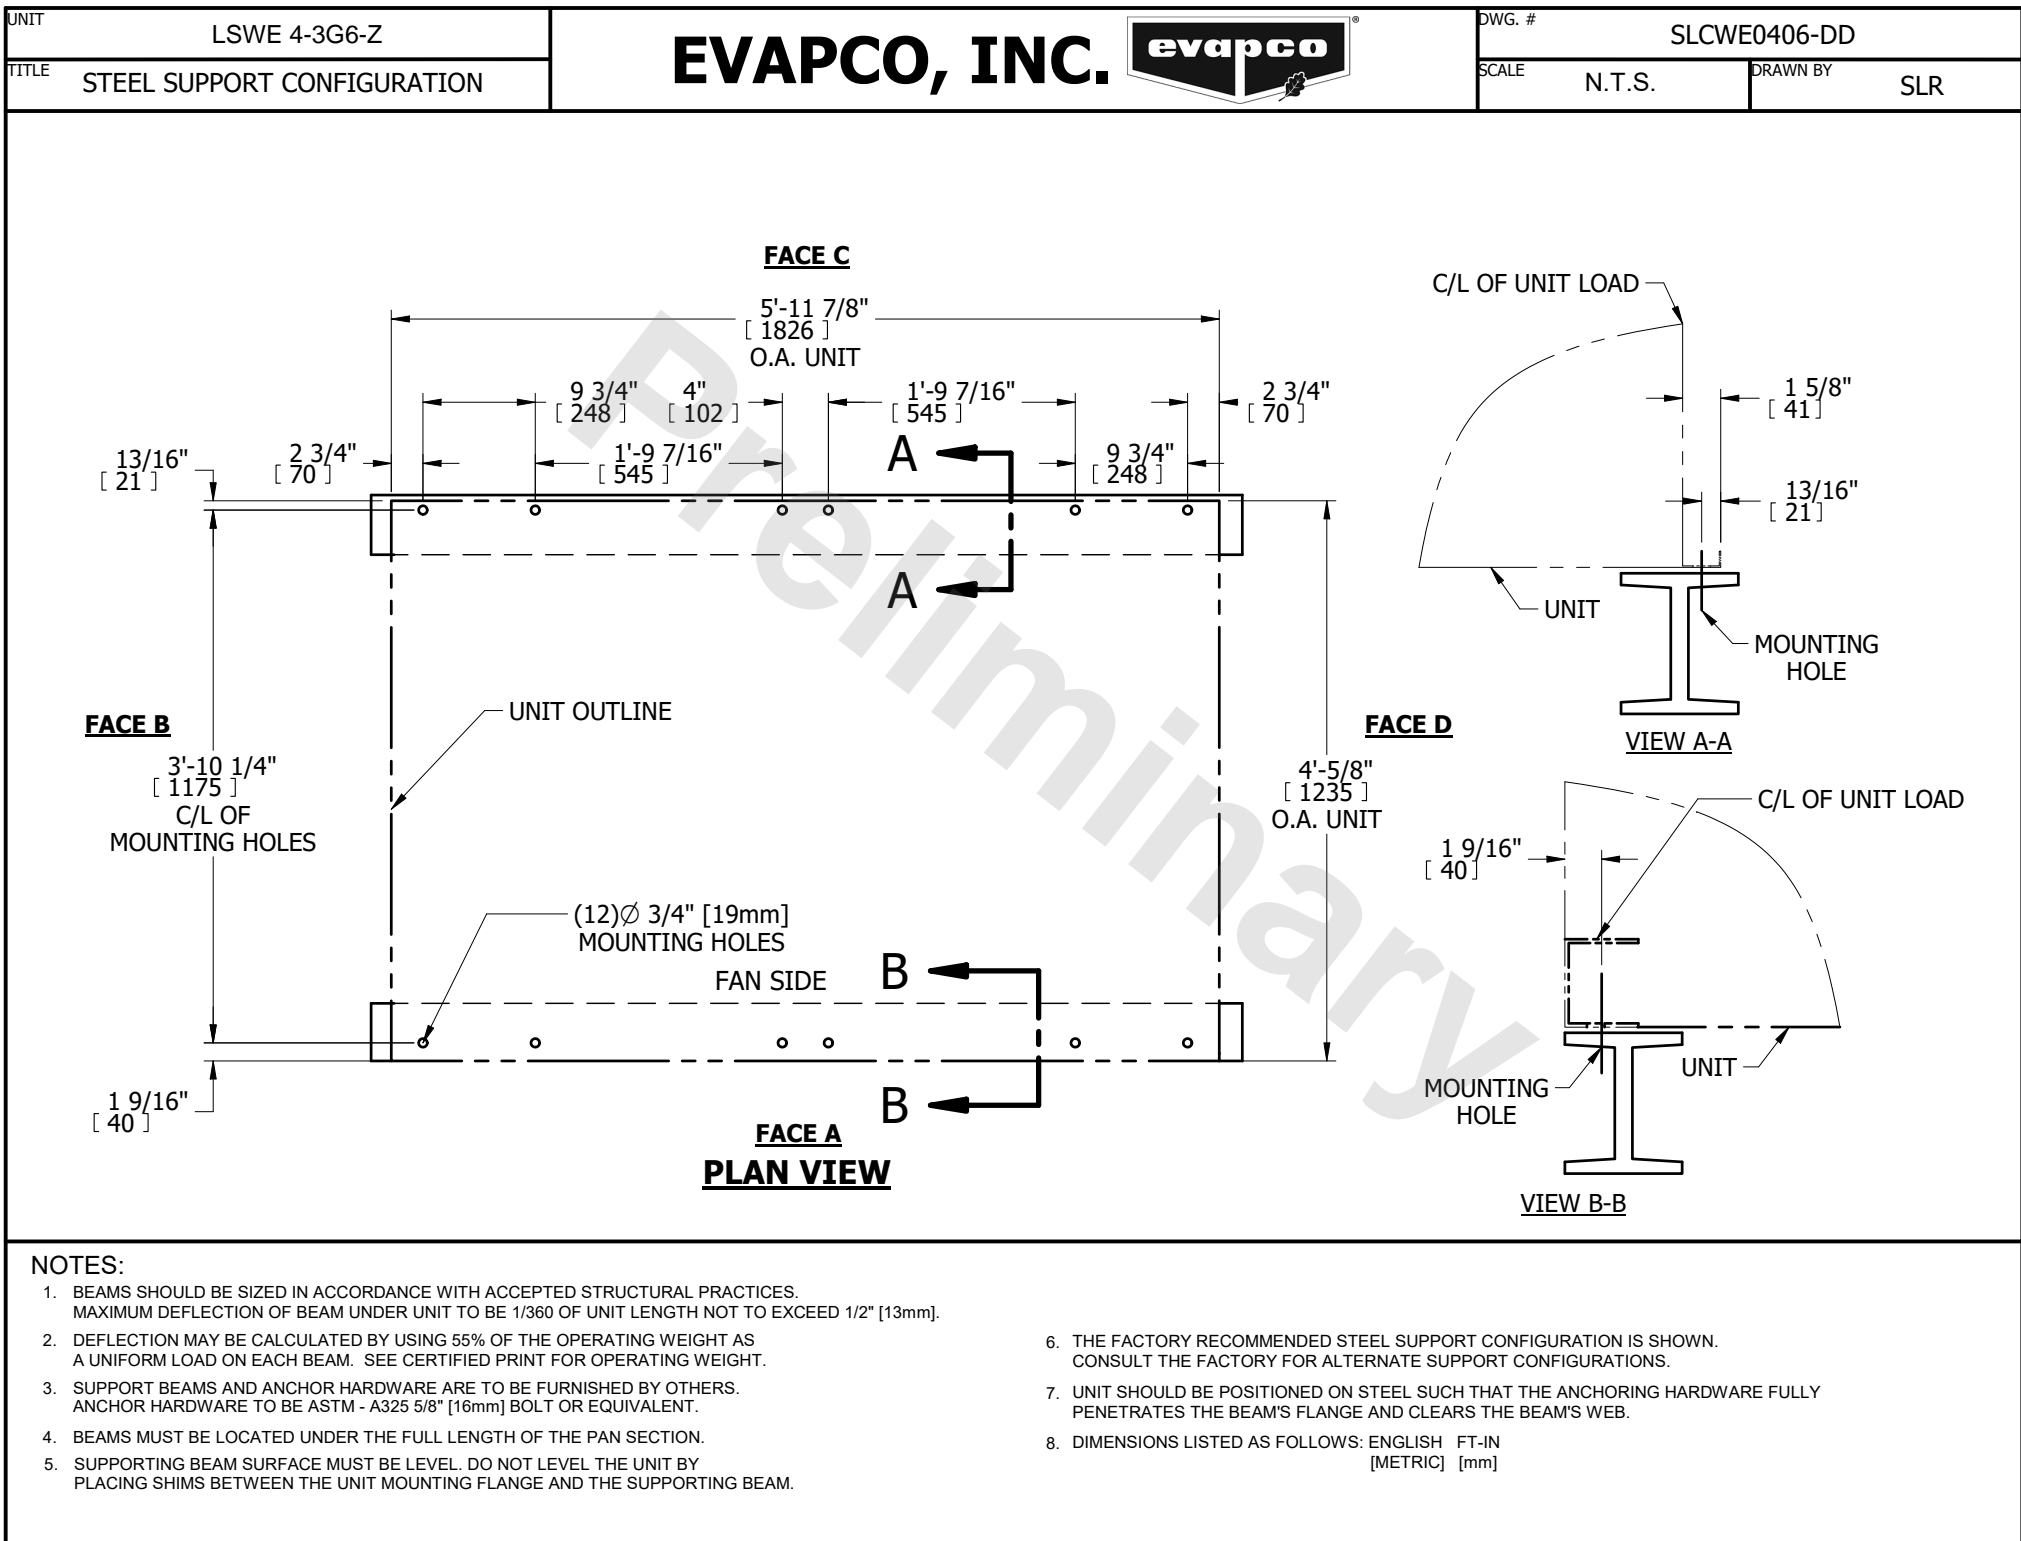 UNIT
LSWE 4-3G6-Z
TITLE
STEEL SUPPORT CONFIGURATION
EVAPCO, INC.
evapco
®
DWG. #
SLCWE0406-DD
SCALE
N.T.S.
DRAWN BY
SLR
FACE C
5'-11 7/8"
[ 1826 ]
O.A. UNIT
9 3/4"
[ 248 ]
4"
[ 102 ]
1'-9 7/16"
[ 545 ]
2 3/4"
[ 70 ]
13/16"
[ 21 ]
2 3/4"
[ 70 ]
1'-9 7/16"
[ 545 ]
A
9 3/4"
[ 248 ]
A
UNIT OUTLINE
FACE B
3'-10 1/4"
[ 1175 ]
C/L OF
MOUNTING HOLES
FACE D
4'-5/8"
[ 1235 ]
O.A. UNIT
(12)Ø 3/4" [19mm]
MOUNTING HOLES
FAN SIDE
B
B
1 9/16"
[ 40 ]
FACE A
PLAN VIEW
C/L OF UNIT LOAD
1 5/8"
[ 41 ]
13/16"
[ 21 ]
UNIT
MOUNTING
HOLE
VIEW A-A
C/L OF UNIT LOAD
1 9/16"
[ 40 ]
UNIT
MOUNTING
HOLE
VIEW B-B
Preliminary
NOTES:
1. BEAMS SHOULD BE SIZED IN ACCORDANCE WITH ACCEPTED STRUCTURAL PRACTICES.
MAXIMUM DEFLECTION OF BEAM UNDER UNIT TO BE 1/360 OF UNIT LENGTH NOT TO EXCEED 1/2" [13mm].
2. DEFLECTION MAY BE CALCULATED BY USING 55% OF THE OPERATING WEIGHT AS
A UNIFORM LOAD ON EACH BEAM. SEE CERTIFIED PRINT FOR OPERATING WEIGHT.
3. SUPPORT BEAMS AND ANCHOR HARDWARE ARE TO BE FURNISHED BY OTHERS.
ANCHOR HARDWARE TO BE ASTM - A325 5/8" [16mm] BOLT OR EQUIVALENT.
4. BEAMS MUST BE LOCATED UNDER THE FULL LENGTH OF THE PAN SECTION.
5. SUPPORTING BEAM SURFACE MUST BE LEVEL. DO NOT LEVEL THE UNIT BY
PLACING SHIMS BETWEEN THE UNIT MOUNTING FLANGE AND THE SUPPORTING BEAM.
6. THE FACTORY RECOMMENDED STEEL SUPPORT CONFIGURATION IS SHOWN.
CONSULT THE FACTORY FOR ALTERNATE SUPPORT CONFIGURATIONS.
7. UNIT SHOULD BE POSITIONED ON STEEL SUCH THAT THE ANCHORING HARDWARE FULLY
PENETRATES THE BEAM'S FLANGE AND CLEARS THE BEAM'S WEB.
8. DIMENSIONS LISTED AS FOLLOWS: ENGLISH FT-IN
[METRIC] [mm]